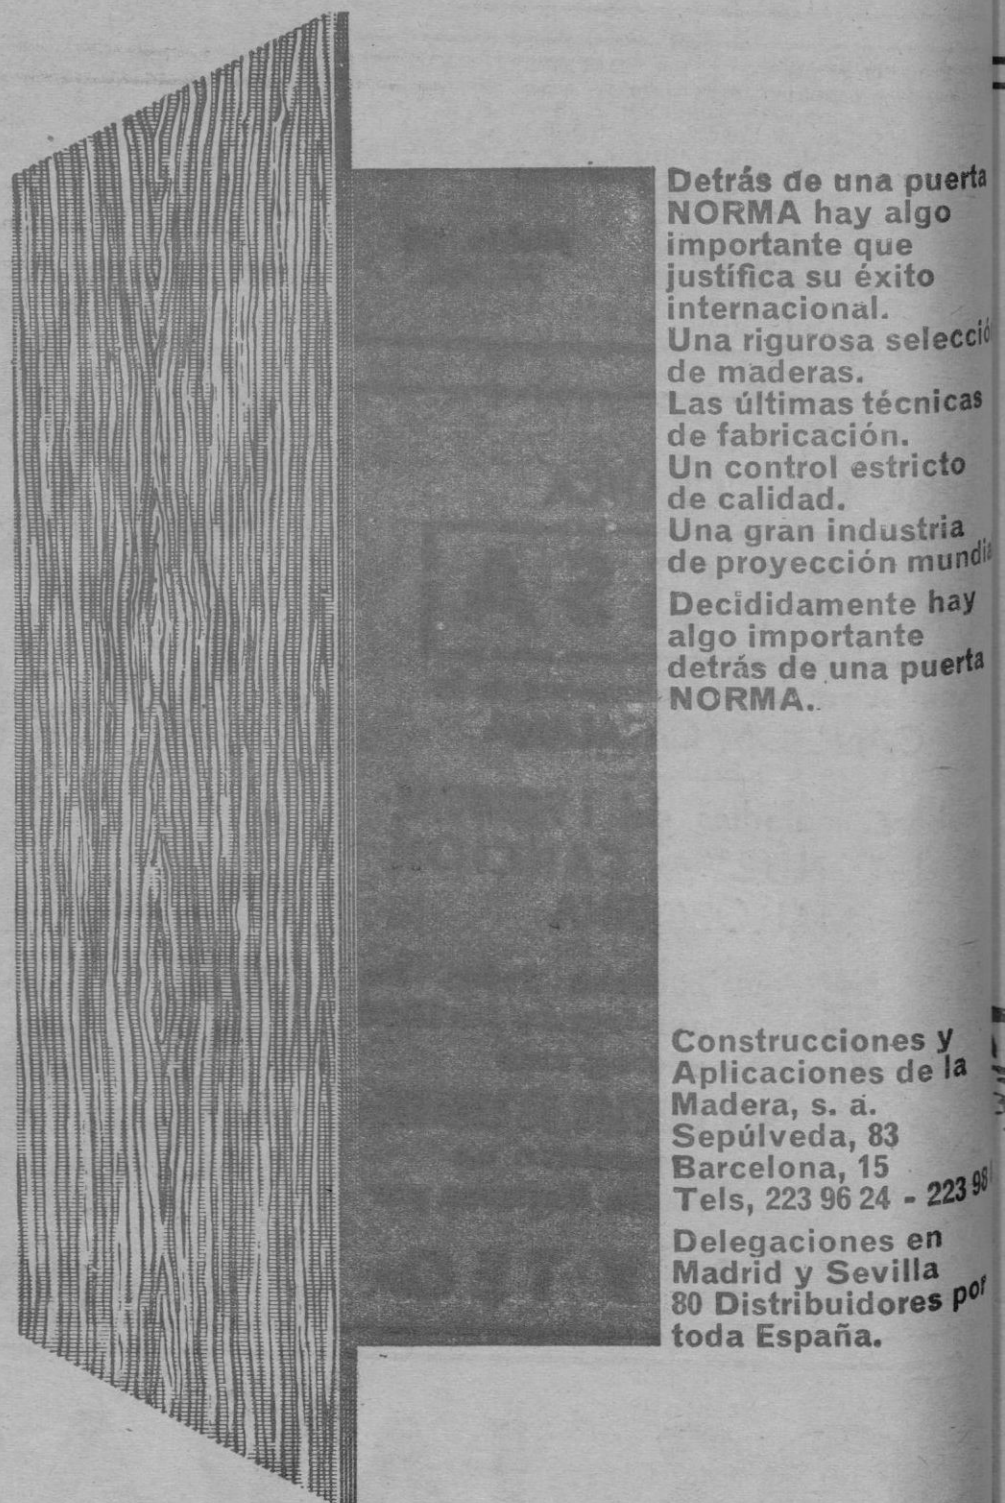 Detrás de una puerta
NORMA hay algo
importante que
justifica su éxito
internacional.
Una rigurosa selecció
de maderas.
Las últimas técnicas
de fabricación.
Un control estricto
de calidad.
Una gran industria
de proyección mundia
Decididamente hay
algo importante
detrás de una puerta
NORMA.
Construcciones y
Aplicaciones de la
Madera, s. a.
Sepúlveda, 83
Barcelona, 15
Tels, 223 96 24 - 223 98
Delegaciones en
Madrid y Sevilla
80 Distribuidores por
toda España.